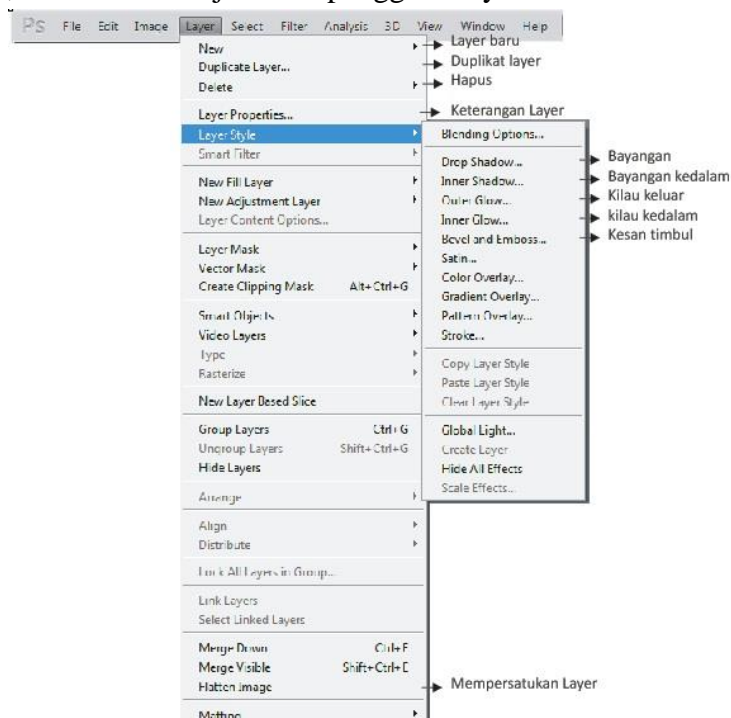 Ps File Edit Image Layer Select Filter Analysis 3D View Window Help
New
Layer baru
Duplicate Layer...
Duplikat layer
Delete
Hapus
Layer Properties...
Keterangan Layer
Layer Style
Smart Filter
New Fill Layer
New Adjustment Layer
Layer Content Options...
Layer Mask
Vector Mask
Create Clipping Mask Alt+Ctrl+G
Smart Objects
Video Layers
Type
Rasterize
New Layer Based Slice
Group Layers Ctrl+G
Ungroup Layers Shift+Ctrl+G
Hide Layers
Arrange
Align
Distribute
Lock All Layers in Group...
Link Layers
Select Linked Layers
Merge Down
Merge Visible Shift+Ctrl+E
Flatten Image
Mempersatukan Layer
Matting
Blending Options...
Drop Shadow...
Bayangan
Inner Shadow...
Bayangan kedalam
Outer Glow...
Kilau keluar
Inner Glow...
kilau kedalam
Bevel and Emboss...
Kesan timbul
Satin...
Color Overlay...
Gradient Overlay...
Pattern Overlay...
Stroke...
Copy Layer Style
Paste Layer Style
Clear Layer Style
Global Light...
Create Layer
Hide All Effects
Scale Effects...